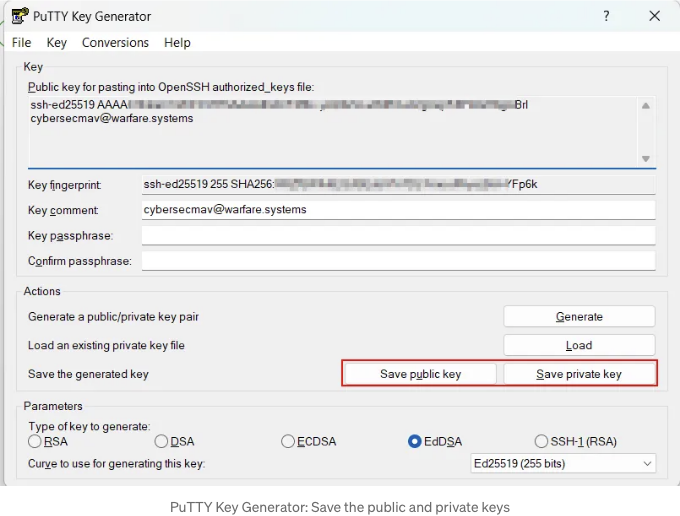 PuTTY Key Generator
? ×
File Key Conversions Help
Key
Public key for pasting into OpenSSH authorized_keys file:
ssh-ed25519 AAAA Brl
cybersecmav@warfare.systems
Key fingerprint: ssh-ed25519 255 SHA256: YFp6k
Key comment: cybersecmav@warfare.systems
Key passphrase:
Confirm passphrase:
Actions
Generate a public/private key pair Generate
Load an existing private key file Load
Save the generated key Save public key Save private key
Parameters
Type of key to generate:
RSA DSA ECDSA EdDSA SSH-1 (RSA)
Curve to use for generating this key: Ed25519 (255 bits)
PuTTY Key Generator: Save the public and private keys